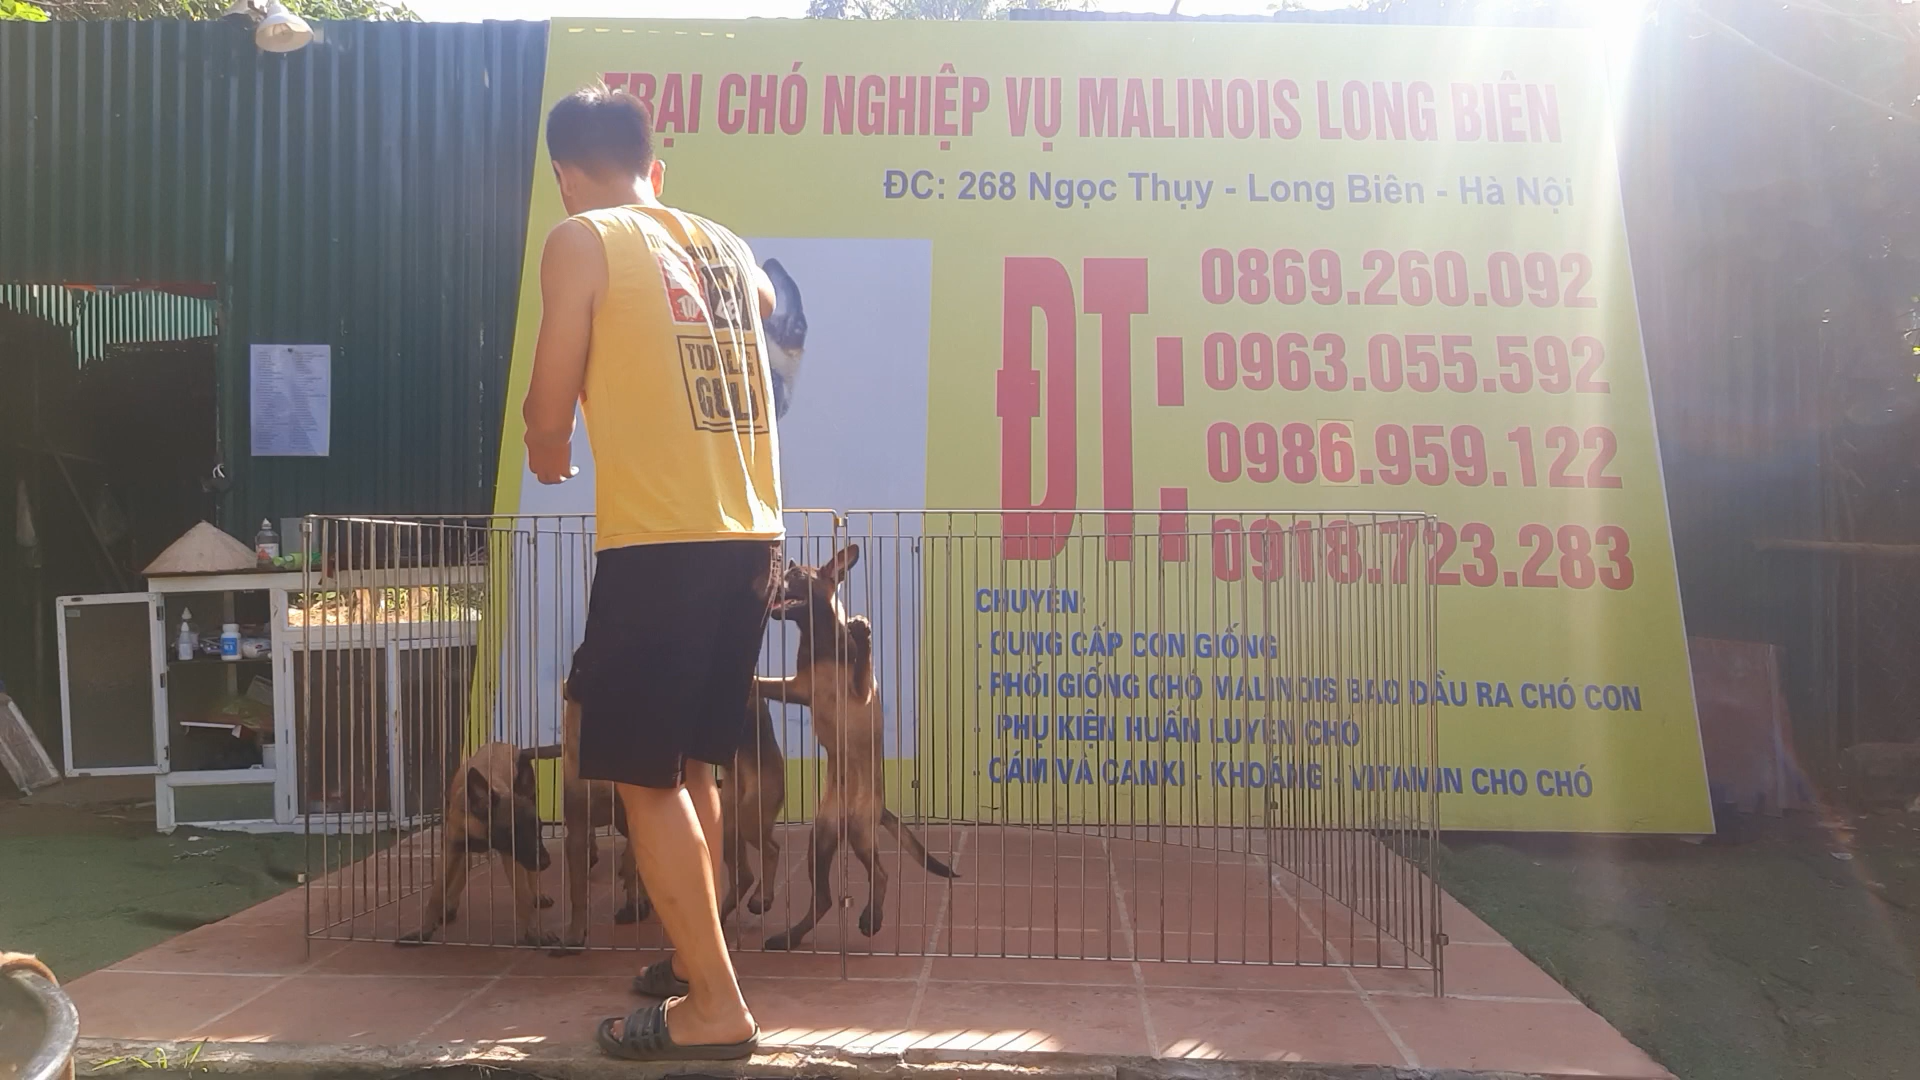 TRẠI CHÓ NGHIỆP VỤ MALINOIS LONG BIÊN
ĐC: 268 Ngọc Thụy - Long Biên - Hà Nội
ĐT:
0869.260.092
0963.055.592
0986.959.122
0918.723.283
CHUYÊN:
- CUNG CẤP CON GIỐNG
- PHỐI GIỐNG CHÓ MALINOIS BAO ĐẦU RA CHÓ CON
PHỤ KIỆN HUẤN LUYỆN CHÓ
- CÁM VÀ CANXI - KHOÁNG - VITAMIN CHO CHÓ